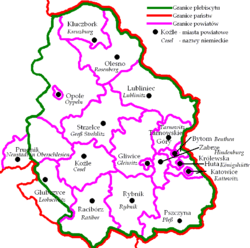 Granice plebiscytu
Granice państw
Granice powiatów
Koźle - miasta powiatowe
Cosel - nazwy niemieckie
Kluczbork
Kreuzburg
Olesno
Rosenberg
Opole
Oppeln
Lubliniec
Lublinitz
Strzelce
Groß Strehlitz
Tarnowskie
Góry
Tarnowitz
Bytom Beuthen
Zabrze
Hindenburg
Królewska
Huta Königshütte
Katowice
Kattowitz
Gliwice
Gleiwitz
Koźle
Cosel
Prudnik
Neustadt in Oberschlesien
Głubczyce
Leobschütz
Racibórz
Ratibor
Rybnik
Rybnik
Pszczyna
Pleß